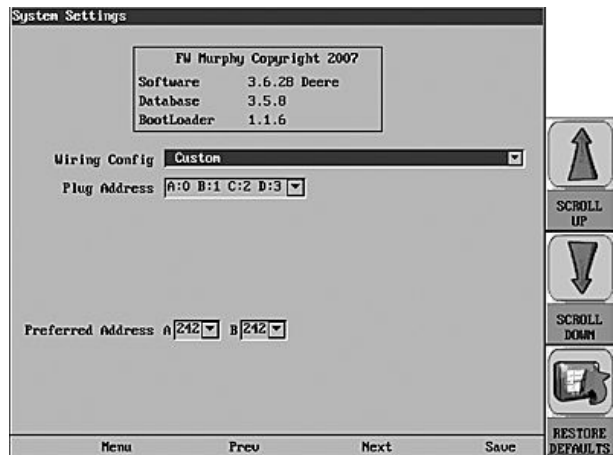 System Settings
FW Murphy Copyright 2007
Software 3.6.28 Deere
Database 3.5.8
BootLoader 1.1.6
Wiring Config Custom
Plug Address A:0 B:1 C:2 D:3
Preferred Address A 242 B 242
SCROLL
UP
SCROLL
DOWN
RESTORE
DEFAULTS
Menu Prev Next Save